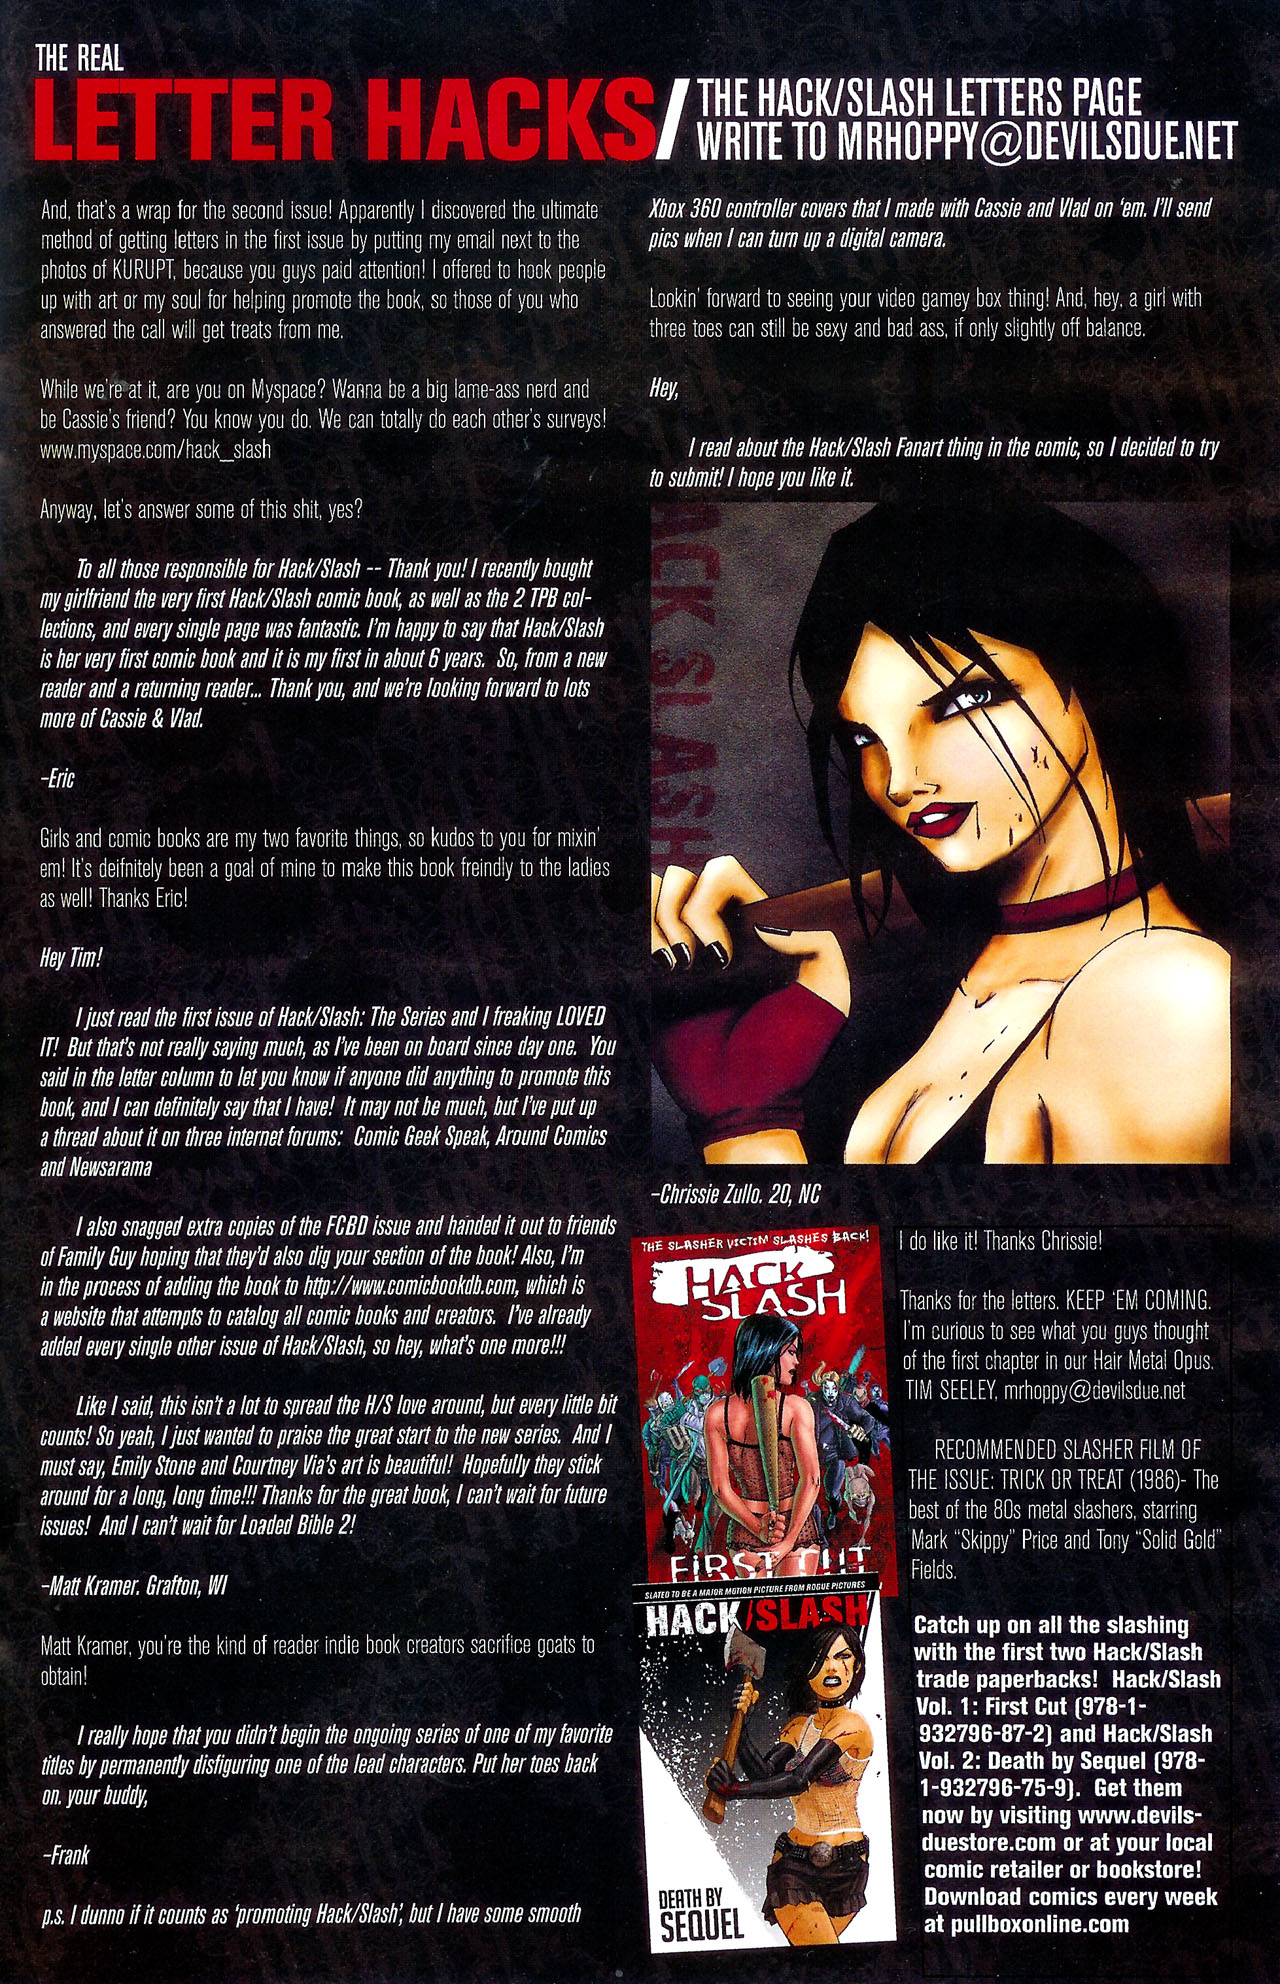 THE REAL
LETTER HACKS/
THE HACK/SLASH LETTERS PAGE
WRITE TO MRHOPPY@DEVILSDUE.NET
And, that's a wrap for the second issue! Apparently I discovered the ultimate
method of getting letters in the first issue by putting my email next to the
photos of KURUPT, because you guys paid attention! I offered to hook people
up with art or my soul for helping promote the book, so those of you who
answered the call will get treats from me.
While we're at it, are you on Myspace? Wanna be a big lame-ass nerd and
be Cassie's friend? You know you do. We can totally do each other's surveys!
www.myspace.com/hack_slash
Anyway, let's answer some of this shit, yes?
To all those responsible for Hack/Slash -- Thank you! I recently bought
my girlfriend the very first Hack/Slash comic book, as well as the 2 TPB col-
lections, and every single page was fantastic. I'm happy to say that Hack/Slash
is her very first comic book and it is my first in about 6 years. So, from a new
reader and a returning reader... Thank you, and we're looking forward to lots
more of Cassie & Vlad.
–Eric
Girls and comic books are my two favorite things, so kudos to you for mixin'
em! It's deifnitely been a goal of mine to make this book freindly to the ladies
as well! Thanks Eric!
Hey Tim!
I just read the first issue of Hack/Slash: The Series and I freaking LOVED
IT! But that's not really saying much, as I've been on board since day one. You
said in the letter column to let you know if anyone did anything to promote this
book, and I can definitely say that I have! It may not be much, but I've put up
a thread about it on three internet forums: Comic Geek Speak, Around Comics
and Newsarama
I also snagged extra copies of the FCBD issue and handed it out to friends
of Family Guy hoping that they'd also dig your section of the book! Also, I'm
in the process of adding the book to http://www.comicbookdb.com, which is
a website that attempts to catalog all comic books and creators. I've already
added every single other issue of Hack/Slash, so hey, what's one more!!!
Like I said, this isn't a lot to spread the H/S love around, but every little bit
counts! So yeah, I just wanted to praise the great start to the new series. And I
must say, Emily Stone and Courtney Via's art is beautiful! Hopefully they stick
around for a long, long time!!! Thanks for the great book, I can't wait for future
issues! And I can't wait for Loaded Bible 2!
–Matt Kramer. Grafton, WI
Matt Kramer, you're the kind of reader indie book creators sacrifice goats to
obtain!
I really hope that you didn't begin the ongoing series of one of my favorite
titles by permanently disfiguring one of the lead characters. Put her toes back
on. your buddy,
–Frank
p.s. I dunno if it counts as 'promoting Hack/Slash', but I have some smooth
Xbox 360 controller covers that I made with Cassie and Vlad on 'em. I'll send
pics when I can turn up a digital camera.
Lookin' forward to seeing your video gamey box thing! And, hey, a girl with
three toes can still be sexy and bad ass, if only slightly off balance.
Hey,
I read about the Hack/Slash Fanart thing in the comic, so I decided to try
to submit! I hope you like it.
ACK SLASH
–Chrissie Zullo. 20, NC
THE SLASHER VICTIM SLASHES BACK!
HACK
SLASH
FIRST CUT
SLATED TO BE A MAJOR MOTION PICTURE FROM ROGUE PICTURES
HACK/SLASH
DEATH BY
SEQUEL
I do like it! Thanks Chrissie!
Thanks for the letters. KEEP 'EM COMING.
I'm curious to see what you guys thought
of the first chapter in our Hair Metal Opus.
TIM SEELEY, mrhoppy@devilsdue.net
RECOMMENDED SLASHER FILM OF
THE ISSUE: TRICK OR TREAT (1986)- The
best of the 80s metal slashers, starring
Mark "Skippy" Price and Tony "Solid Gold"
Fields.
Catch up on all the slashing
with the first two Hack/Slash
trade paperbacks! Hack/Slash
Vol. 1: First Cut (978-1-
932796-87-2) and Hack/Slash
Vol. 2: Death by Sequel (978-
1-932796-75-9). Get them
now by visiting www.devils-
duestore.com or at your local
comic retailer or bookstore!
Download comics every week
at pullboxonline.com